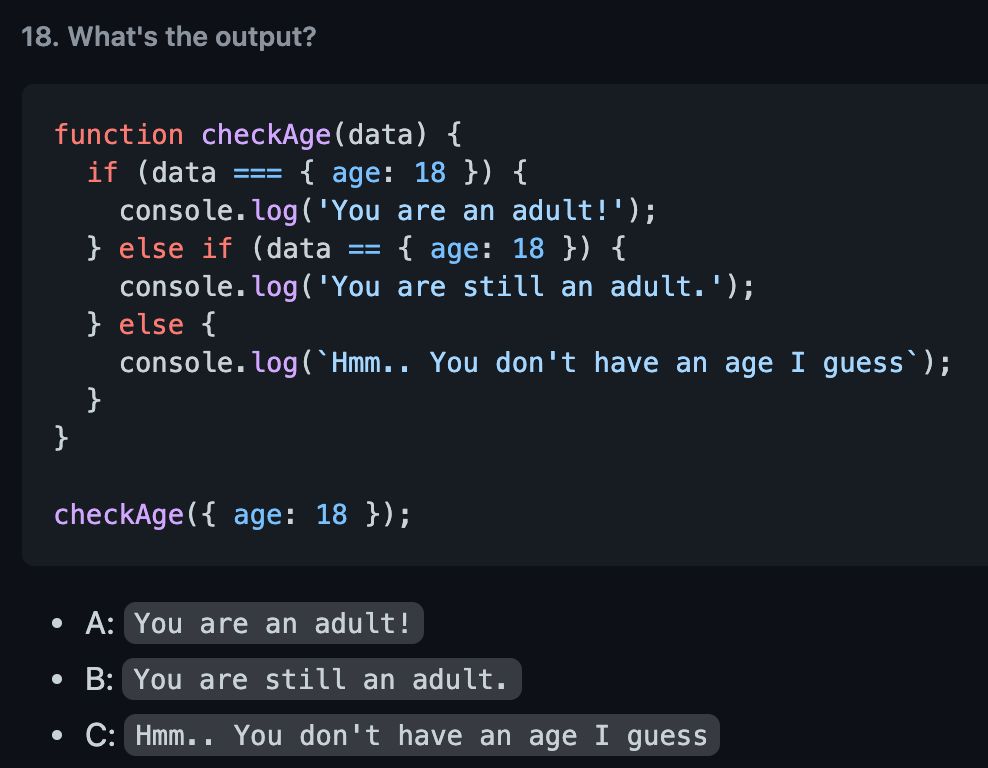 18. What's the output?
function checkAge(data) {
  if (data === { age: 18 }) {
    console.log('You are an adult!');
  } else if (data == { age: 18 }) {
    console.log('You are still an adult.');
  } else {
    console.log(`Hmm.. You don't have an age I guess`);
  }
}
checkAge({ age: 18 });
• A: You are an adult!
• B: You are still an adult.
• C: Hmm.. You don't have an age I guess